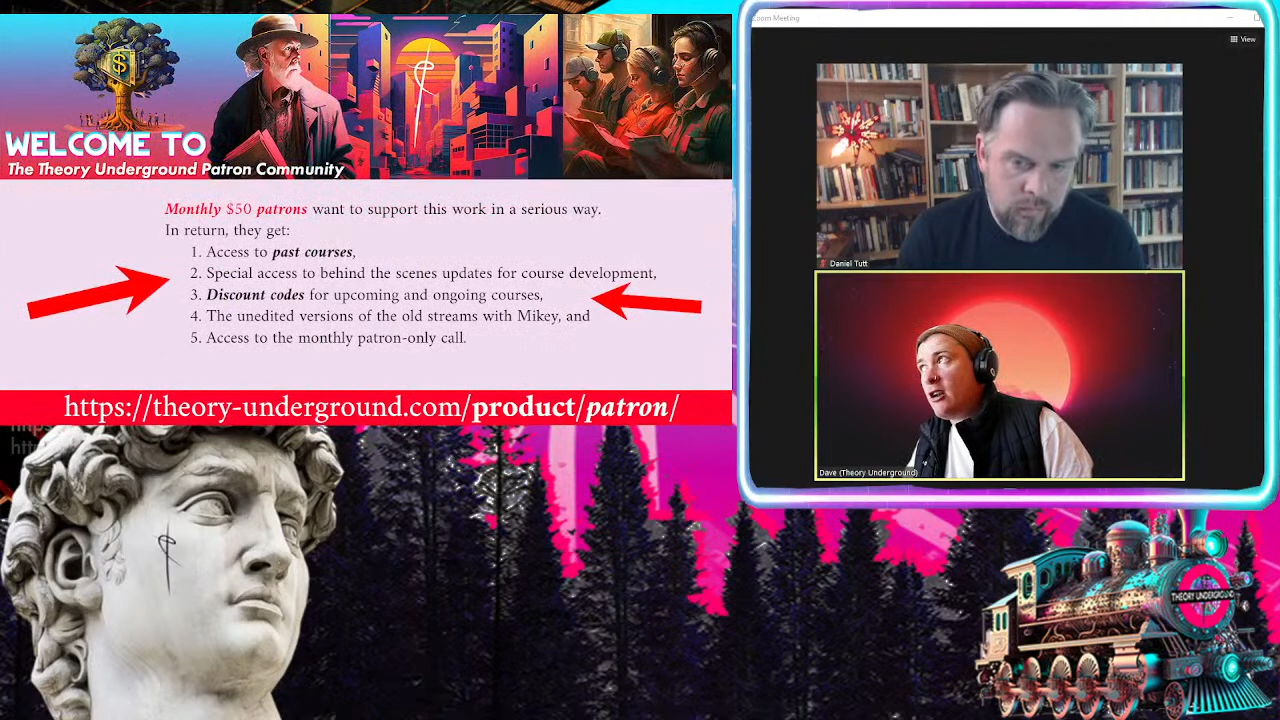 WELCOME TO
The Theory Underground Patron Community
Monthly $50 patrons want to support this work in a serious way.
In return, they get:
1. Access to past courses,
2. Special access to behind the scenes updates for course development,
3. Discount codes for upcoming and ongoing courses,
4. The unedited versions of the old streams with Mikey, and
5. Access to the monthly patron-only call.
https://theory-underground.com/product/patron/
Zoom Meeting
View
Daniel Tutt
Dave (Theory Underground)
THEORY UNDERGROUND